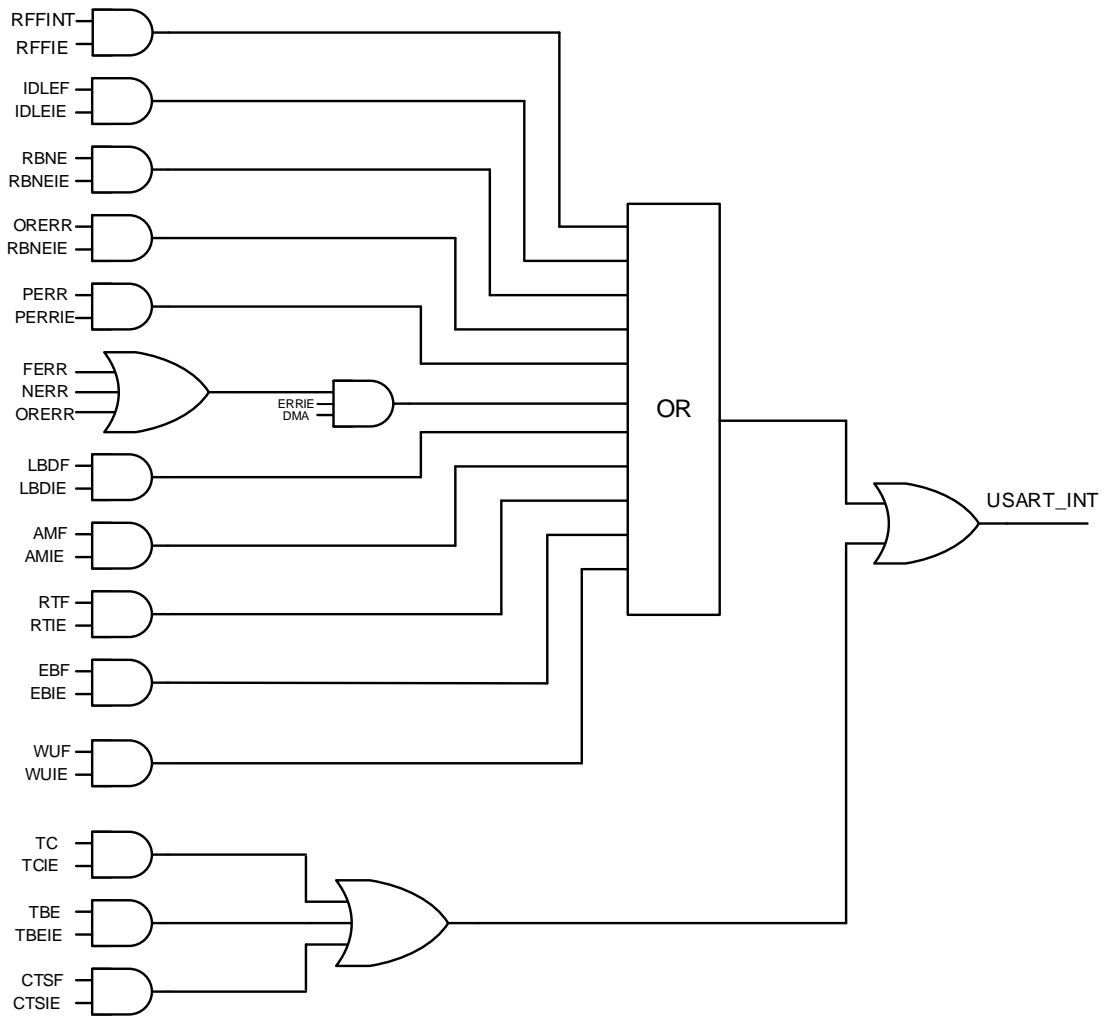 RFFINT
RFFIE
IDLEF
IDLEIE
RBNE
RBNEIE
ORERR
RBNEIE
PERR
PERRIE
FERR
NERR
ORERR
ERRIE
DMA
OR
LBDF
LBDIE
USART_INT
AMF
AMIE
RTF
RTIE
EBF
EBIE
WUF
WUIE
TC
TCIE
TBE
TBEIE
CTSF
CTSIE